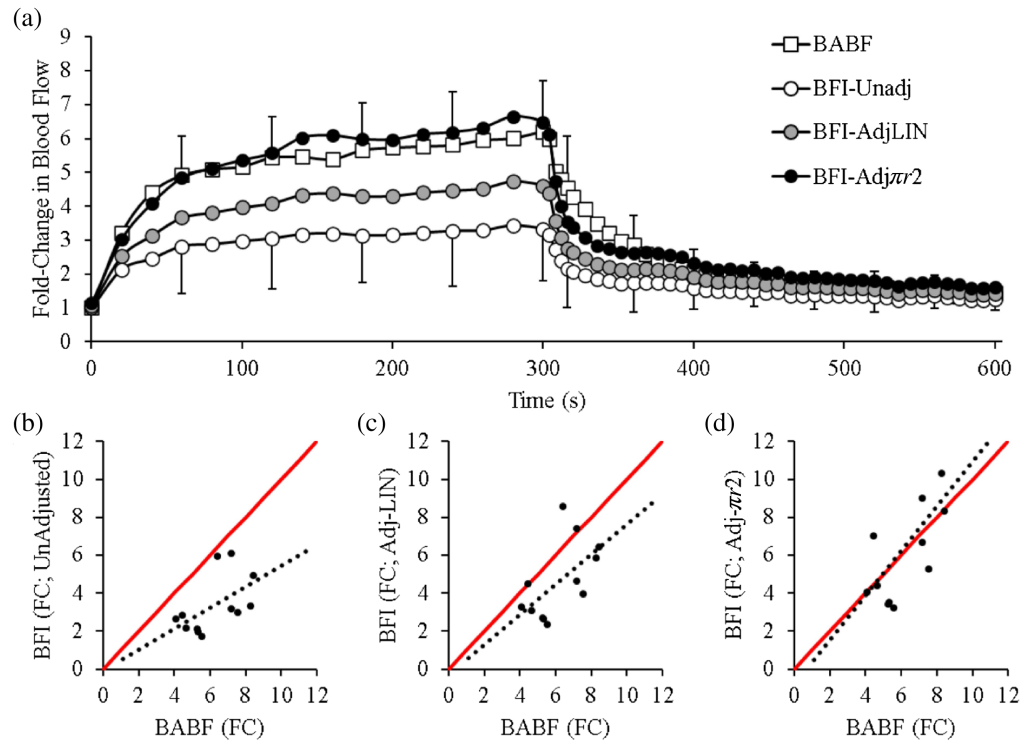 (a)
Fold-Change in Blood Flow
9
8
7
6
5
4
3
2
1
0
0 100 200 300 400 500 600
Time (s)
BABF
BFI-Unadj
BFI-AdjLIN
BFI-Adjπr2
(b)
BFI (FC; UnAdjusted)
12
10
8
6
4
2
0
0 2 4 6 8 10 12
BABF (FC)
(c)
BFI (FC; Adj-LIN)
12
10
8
6
4
2
0
0 2 4 6 8 10 12
BABF (FC)
(d)
BFI (FC; Adj-πr2)
12
10
8
6
4
2
0
0 2 4 6 8 10 12
BABF (FC)